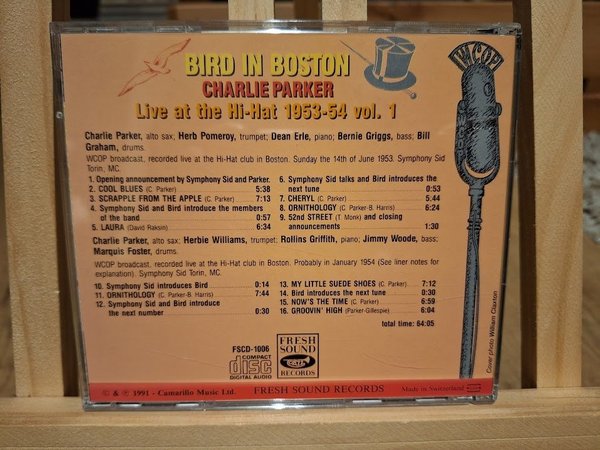 BIRD IN BOSTON
CHARLIE PARKER
Live at the Hi-Hat 1953-54 vol. 1
WCOP
Charlie Parker, alto sax; Herb Pomeroy, trumpet; Dean Erle, piano; Bernie Griggs, bass; Bill
Graham, drums.
WCOP broadcast, recorded live at the Hi-Hat club in Boston. Sunday the 14th of June 1953. Symphony Sid
Torin, MC.
1. Opening announcement by Symphony Sid and Parker.
2. COOL BLUES (C. Parker) 5:38
3. SCRAPPLE FROM THE APPLE (C. Parker) 7:13
4. Symphony Sid and Bird introduce the members
of the band 0:57
5. LAURA (David Raksin) 6:34
6. Symphony Sid talks and Bird introduces the
next tune 0:53
7. CHERYL (C. Parker) 5:44
8. ORNITHOLOGY (C. Parker-B. Harris) 6:24
9. 52ND STREET (T. Monk) and closing
announcements 1:30
Charlie Parker, alto sax; Herbie Williams, trumpet; Rollins Griffith, piano; Jimmy Woode, bass;
Marquis Foster, drums.
WCOP broadcast, recorded live at the Hi-Hat club in Boston. Probably in January 1954 (See liner notes for
explanation). Symphony Sid Torin, MC.
10. Symphony Sid introduces Bird 0:14
11. ORNITHOLOGY (C. Parker-B. Harris) 7:44
12. Symphony Sid and Bird introduce
the next number 0:30
13. MY LITTLE SUEDE SHOES (C. Parker) 7:12
14. Bird introduces the next tune 0:30
15. NOW'S THE TIME (C. Parker) 6:59
16. GROOVIN' HIGH (Parker-Gillespie) 6:04
total time: 64:05
FSCD-1006
COMPACT
disc
DIGITAL AUDIO
FRESH
SOUND
RECORDS
Cover photo William Claxton
© & ℗ 1991 - Camarillo Music Ltd.
FRESH SOUND RECORDS
Made in Switzerland